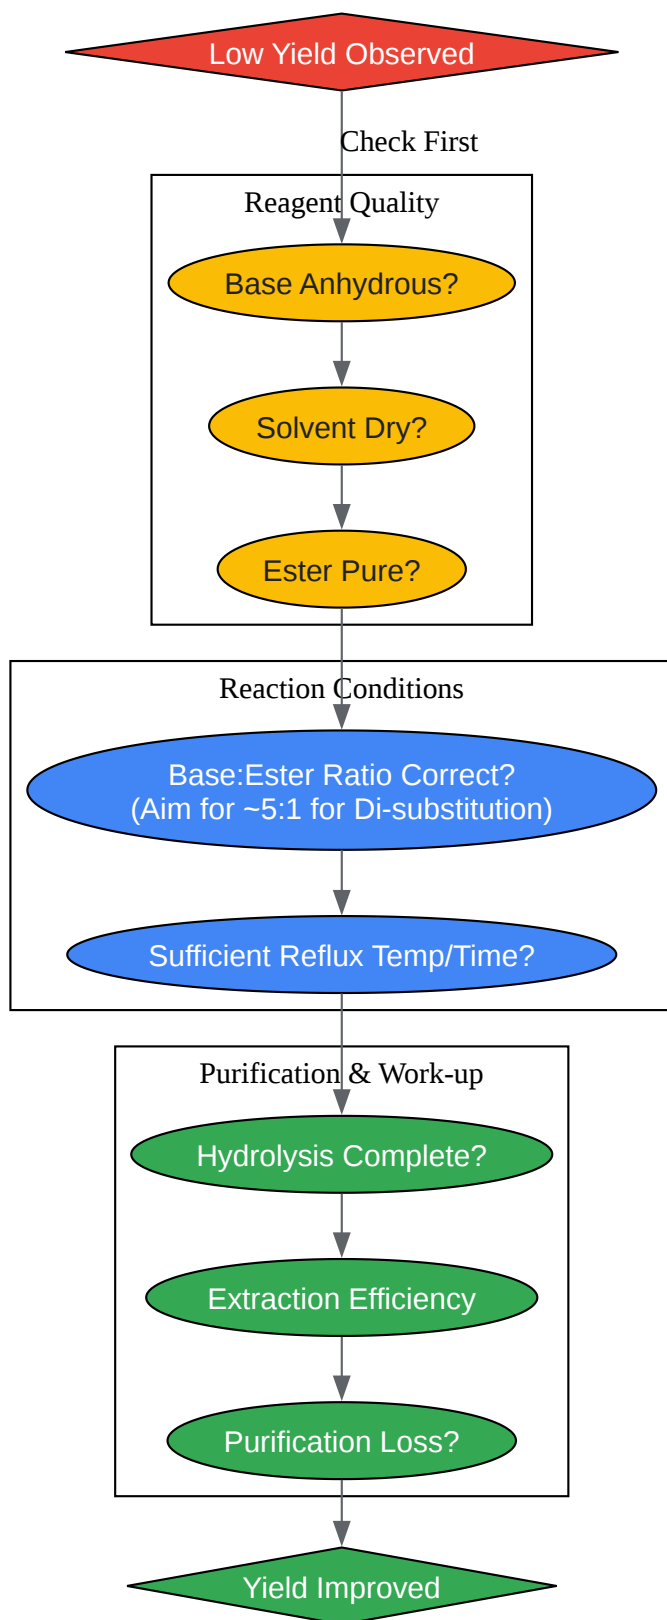 Low Yield Observed
Check First
Reagent Quality
Base Anhydrous?
Solvent Dry?
Ester Pure?
Reaction Conditions
Base:Ester Ratio Correct?
(Aim for ~5:1 for Di-substitution)
Sufficient Reflux Temp/Time?
Purification & Work-up
Hydrolysis Complete?
Extraction Efficiency
Purification Loss?
Yield Improved